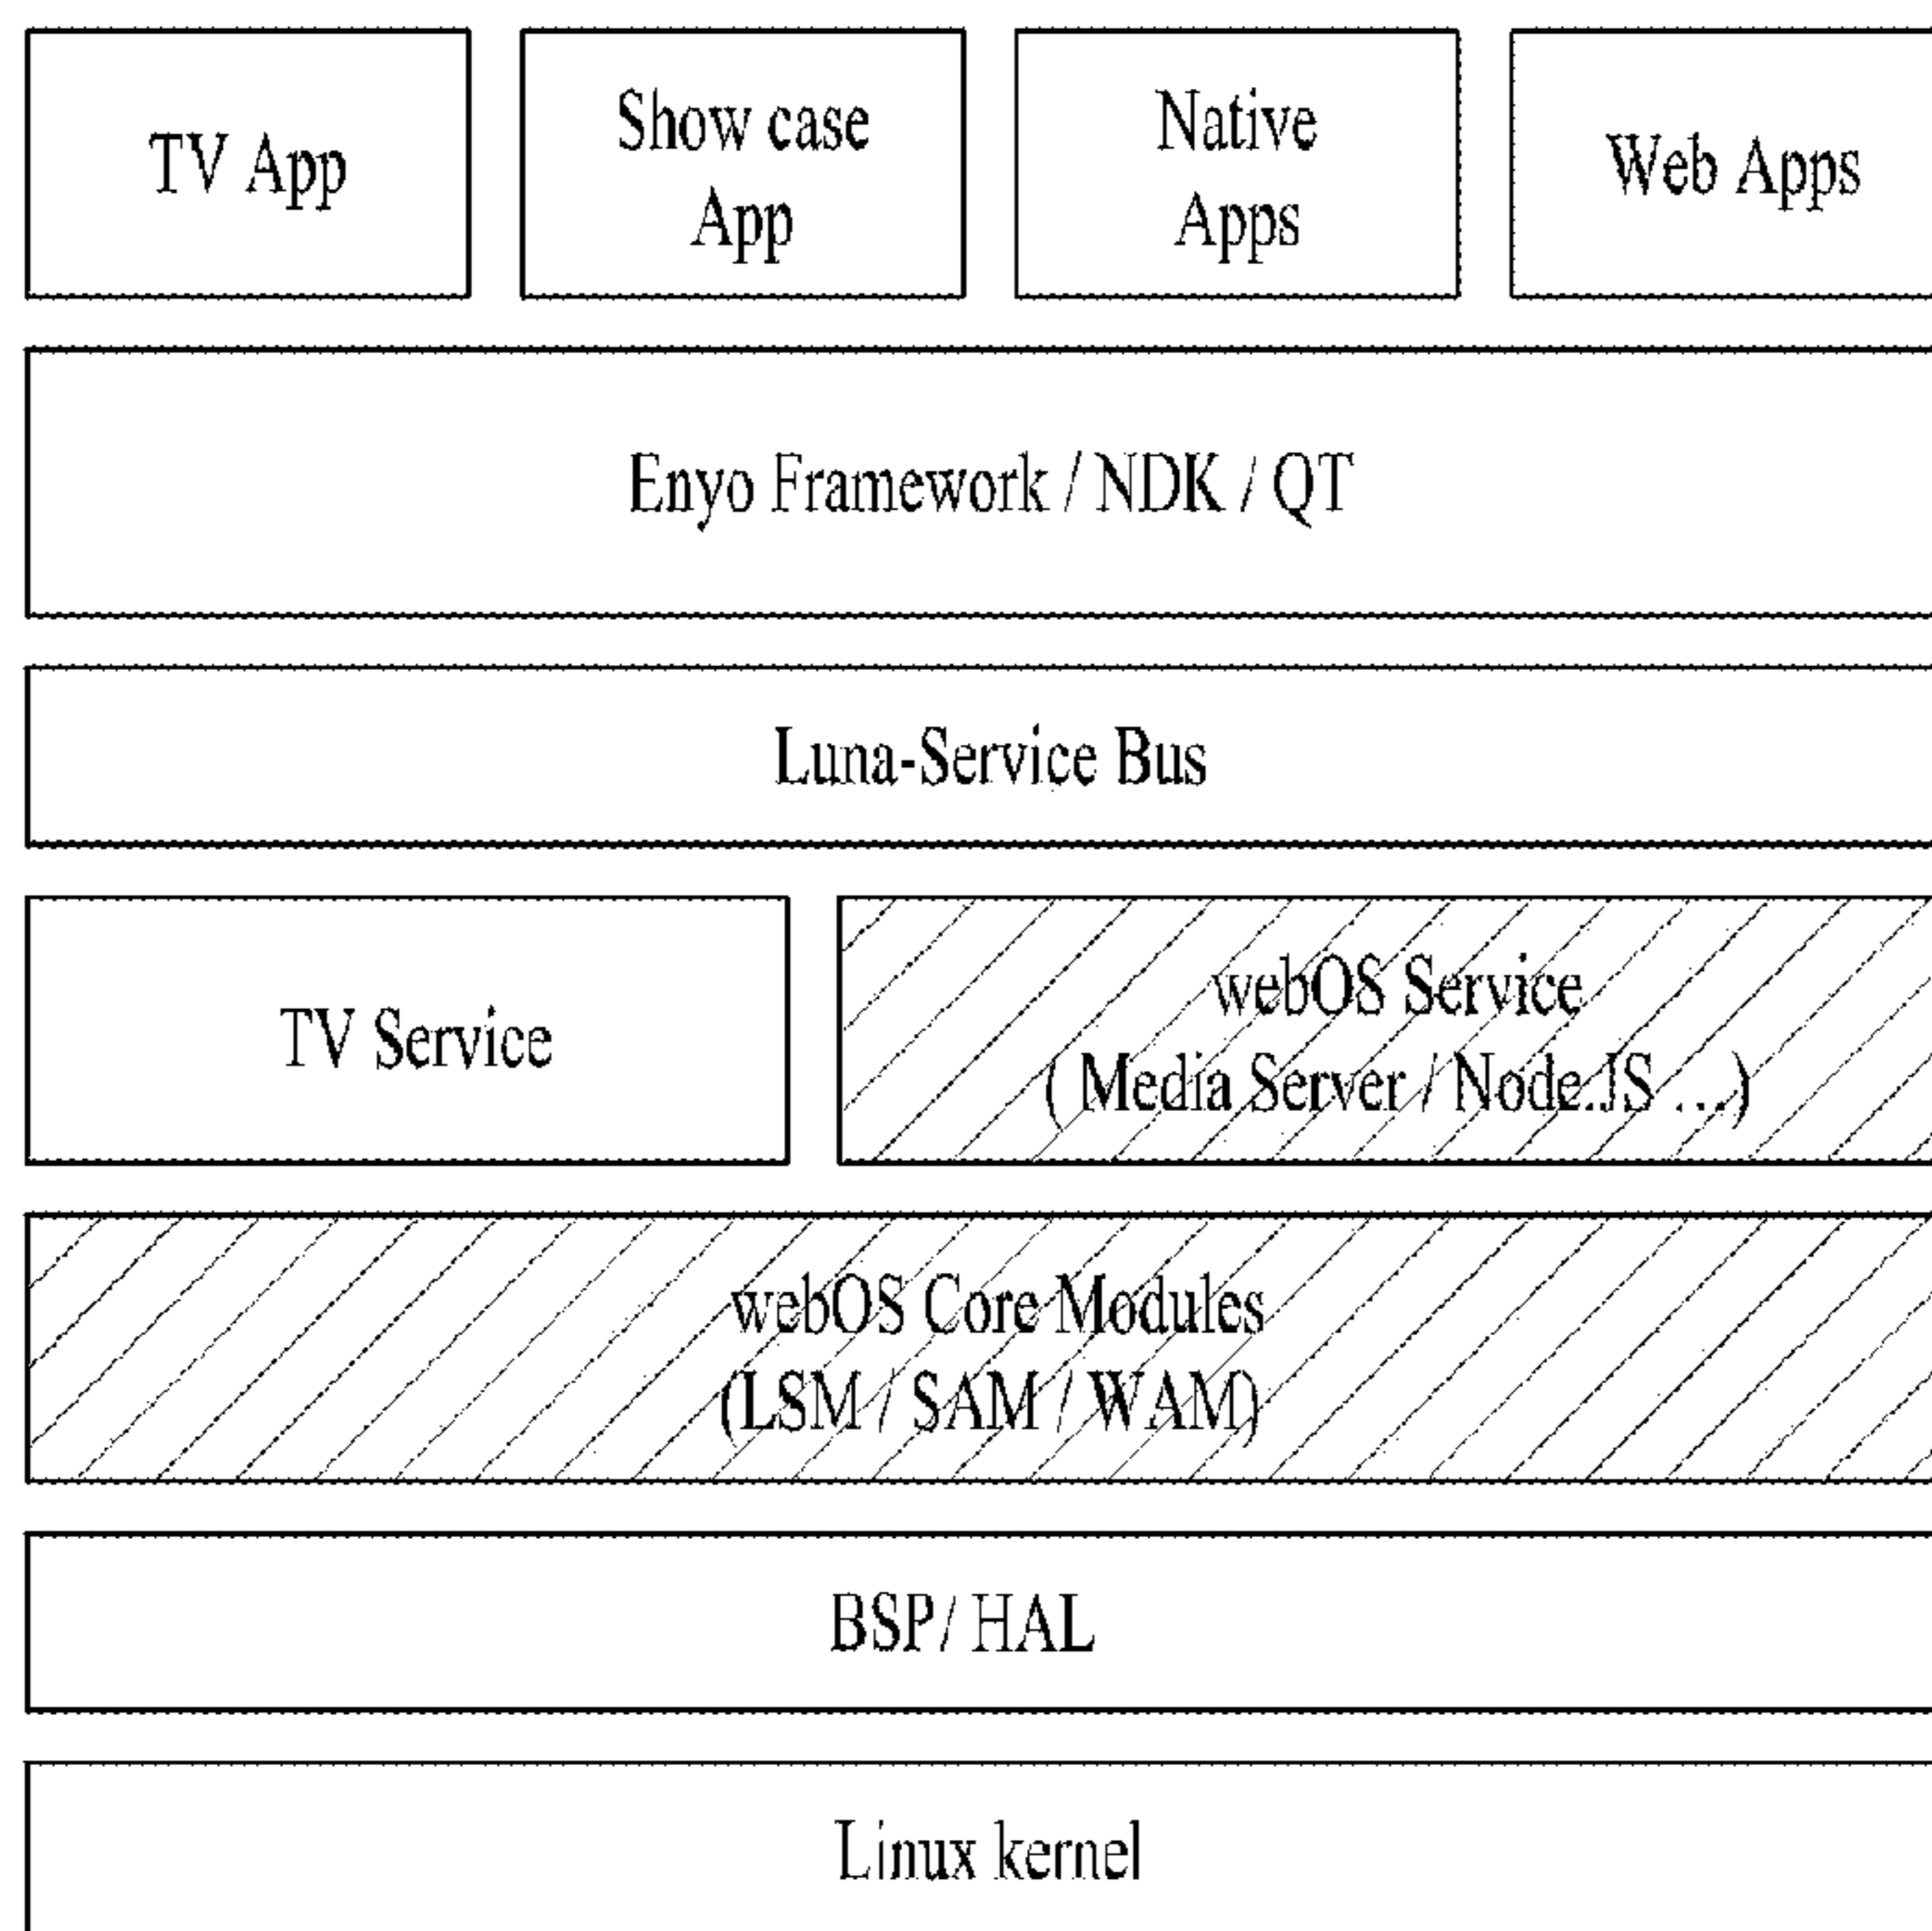 TV App
Show case
App
Native
Apps
Web Apps
Enyo Framework / NDK / QT
Luna-Service Bus
TV Service
webOS Service
( Media Server / Node.JS ...)
webOS Core Modules
(LSM / SAM / WAM)
BSP/ HAL
Linux kernel